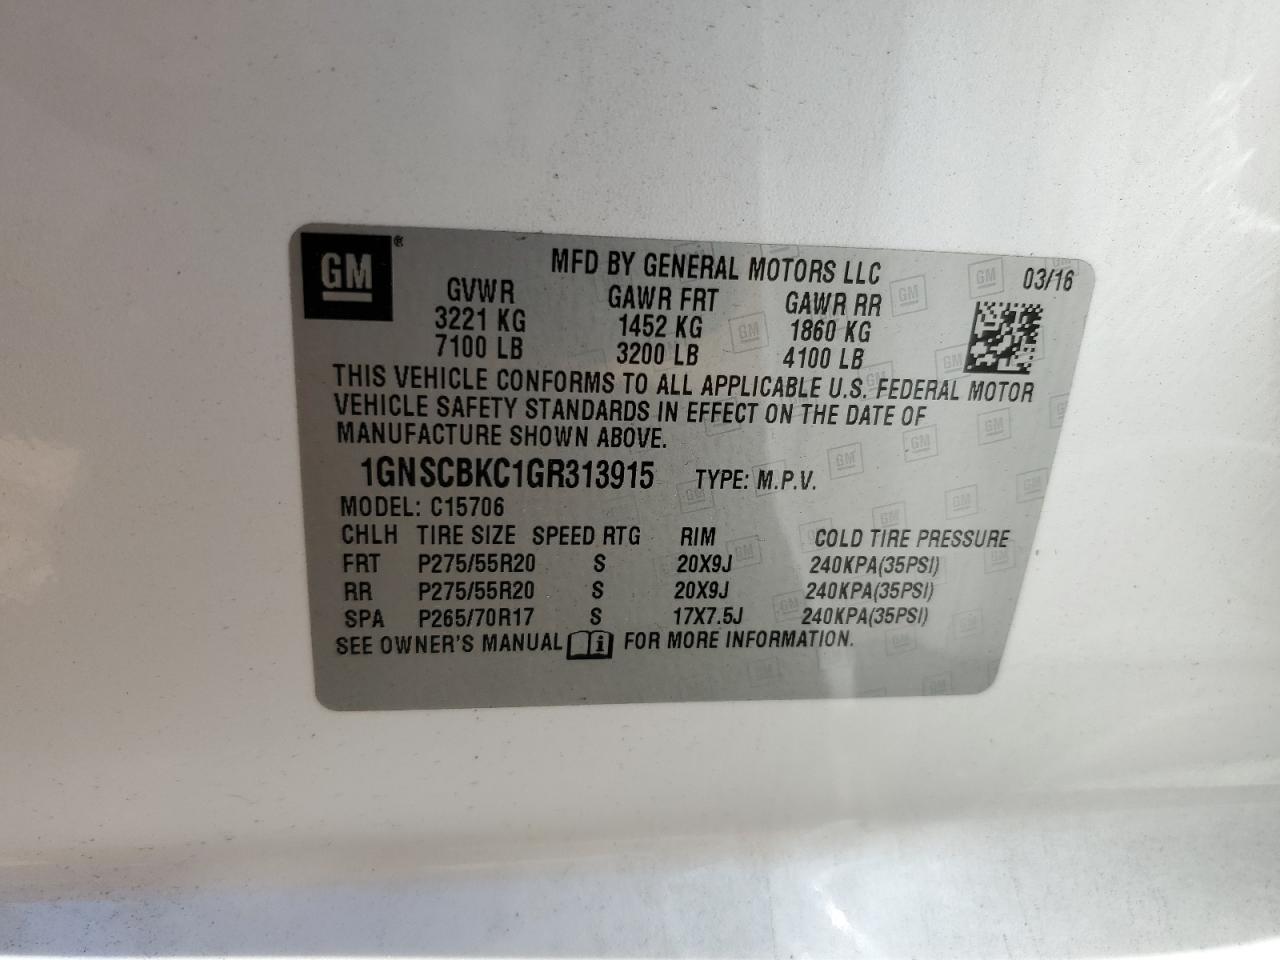 GM®
MFD BY GENERAL MOTORS LLC 03/16
GVWR GAWR FRT GAWR RR
3221 KG 1452 KG 1860 KG
7100 LB 3200 LB 4100 LB
THIS VEHICLE CONFORMS TO ALL APPLICABLE U.S. FEDERAL MOTOR
VEHICLE SAFETY STANDARDS IN EFFECT ON THE DATE OF
MANUFACTURE SHOWN ABOVE.
1GNSCBKC1GR313915 TYPE: M.P.V.
MODEL: C15706
CHLH TIRE SIZE SPEED RTG RIM COLD TIRE PRESSURE
FRT P275/55R20 S 20X9J 240KPA(35PSI)
RR P275/55R20 S 20X9J 240KPA(35PSI)
SPA P265/70R17 S 17X7.5J 240KPA(35PSI)
SEE OWNER'S MANUAL i FOR MORE INFORMATION.